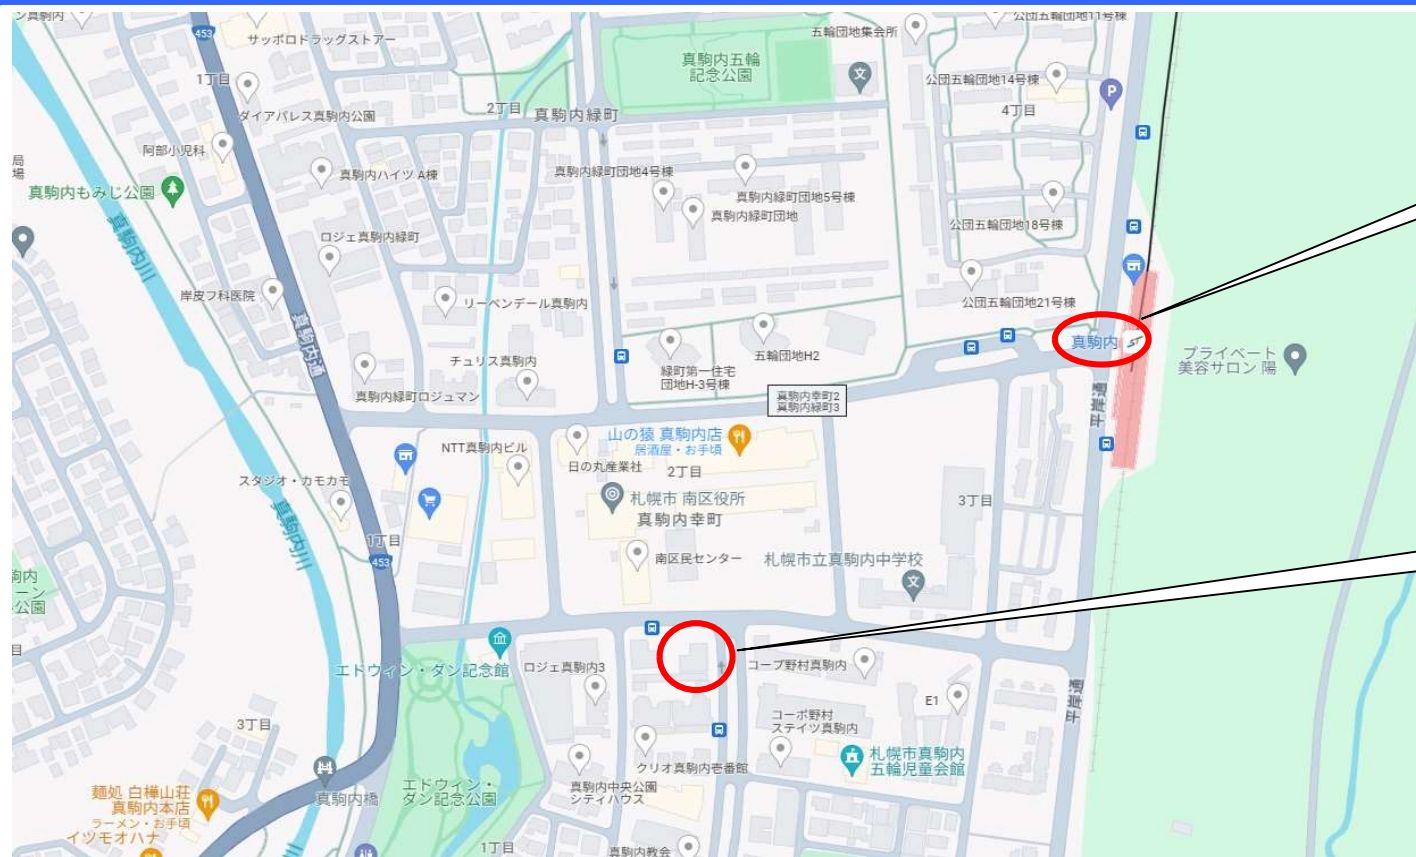 ン真駒内
453
サッポロドラッグストアー
五輪団地集会所
公団五輪団地11号棟
真駒内五輪
記念公園
文
1丁目
公団五輪団地14号棟
P
ダイアパレス真駒内公園
2丁目
真駒内緑町
4丁目
阿部小児科
局
場
真駒内もみじ公園
真駒内ハイツ A棟
真駒内緑町団地4号棟
真駒内緑町団地5号棟
真駒内緑町団地
公団五輪団地18号棟
真駒内川
ロジェ真駒内緑町
岸皮フ科医院
リーベンデール真駒内
公団五輪団地21号棟
真駒内通
チュリス真駒内
緑町第一住宅
団地H-3号棟
五輪団地H2
真駒内
プライベート
美容サロン 陽
真駒内緑町ロジュマン
真駒内幸町2
真駒内緑町3
平岸通
NTT真駒内ビル
山の猿 真駒内店
居酒屋・お手頃
日の丸産業社
2丁目
スタジオ・カモカモ
札幌市 南区役所
真駒内幸町
3丁目
真駒内川
1丁目
453
南区民センター
札幌市立真駒内中学校
文
駒内
ーン
公園
目
エドウィン・ダン記念館
ロジェ真駒内3
コープ野村真駒内
E1
平岸通
3丁目
コーポ野村
ステイツ真駒内
札幌市真駒内
五輪児童会館
クリオ真駒内壱番館
麺処 白樺山荘
真駒内本店
ラーメン・お手頃
イツモオハナ
真駒内橋
エドウィン・
ダン記念公園
真駒内中央公園
シティハウス
1丁目
真駒内教会